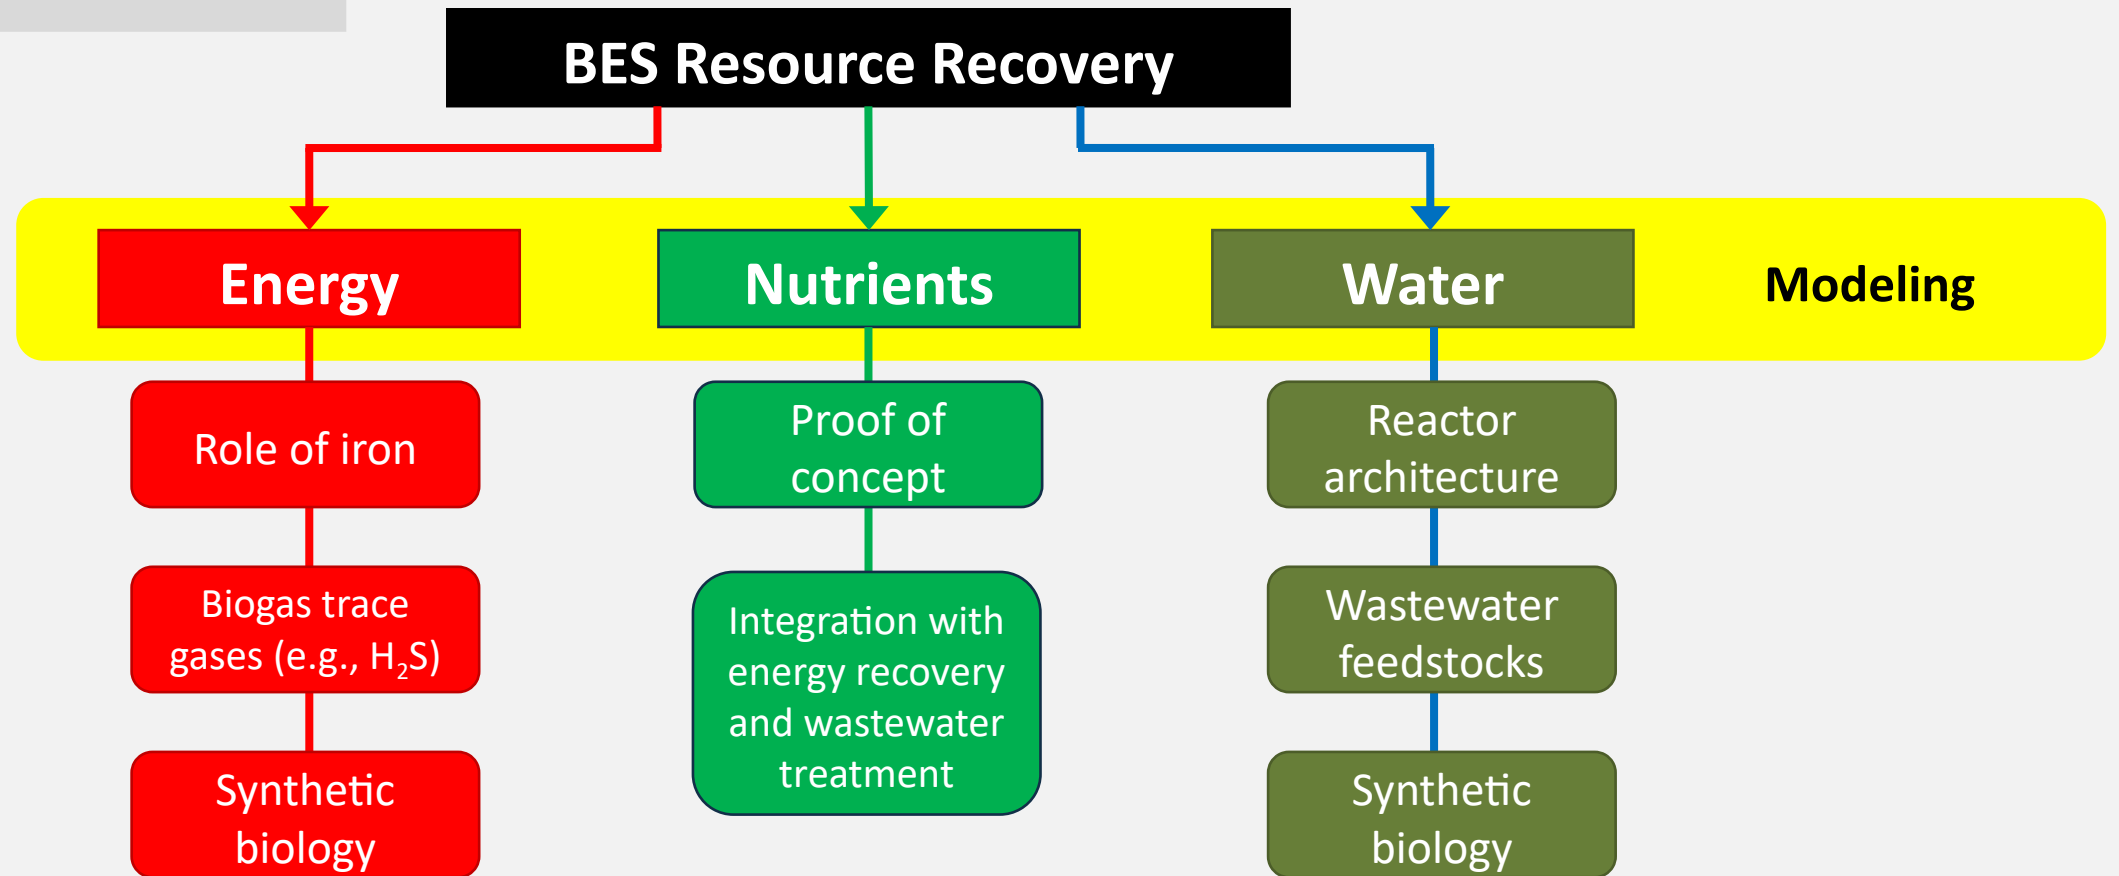 BES Resource Recovery
Energy
Nutrients
Water
Modeling
Role of iron
Biogas trace
gases (e.g., H₂S)
Synthetic
biology
Proof of
concept
Integration with
energy recovery
and wastewater
treatment
Reactor
architecture
Wastewater
feedstocks
Synthetic
biology